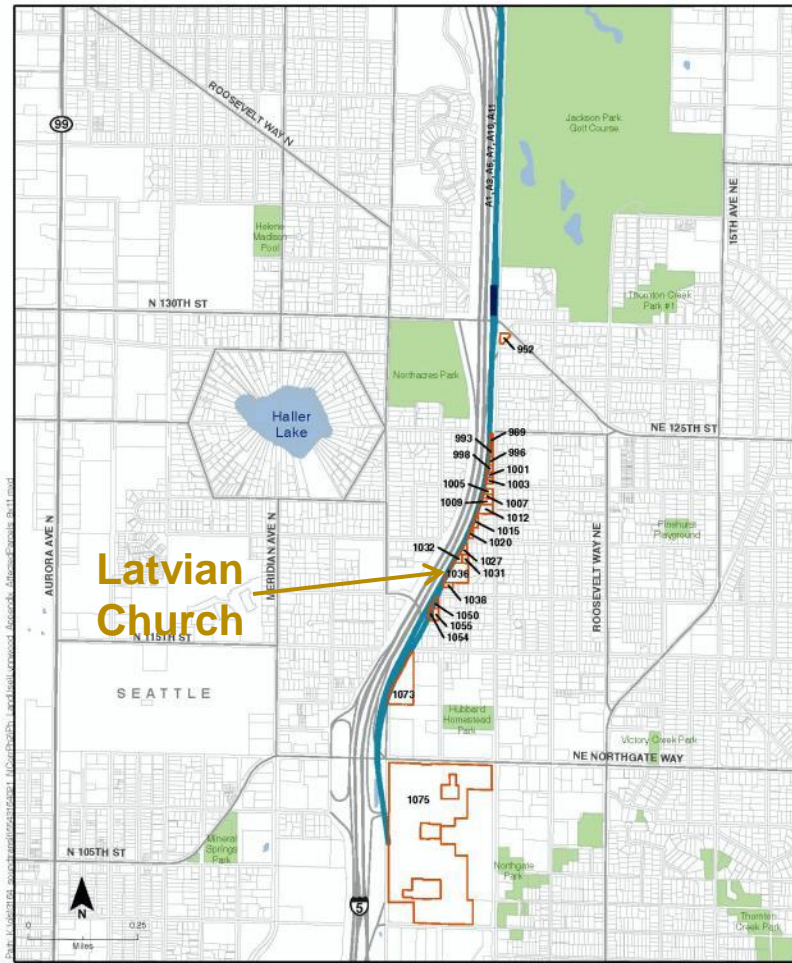 Jackson Park
Golf Course
ROOSEVELT WAY N
99
A1, A3, A5, A7, A10, A11
15TH AVE NE
Helene
Madison
Pool
Thornton Creek
Park #1
N 130TH ST
952
Northacres Park
Haller
Lake
NE 125TH ST
989
993
998
996
1001
1005
1003
1009
1007
1012
Pinehurst
Playground
1015
1020
1032
1027
1031
1036
Latvian
Church
AURORA AVE N
MERIDIAN AVE N
ROOSEVELT WAY NE
1038
1050
1055
1054
N 115TH ST
SEATTLE
1073
Hubbard
Homestead
Park
Victory Creek Park
NE NORTHGATE WAY
1075
Mineral
Springs
Park
N 105TH ST
Northgate
Park
Thornton
Creek Park
N
5
0
0.25
Miles